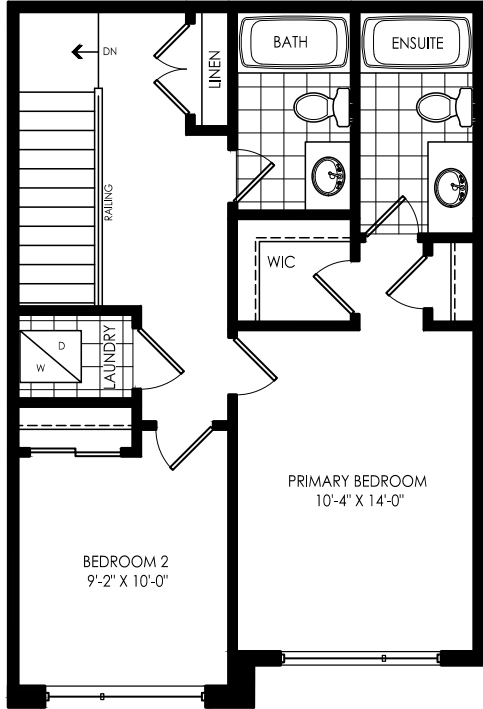 DN
LINEN
BATH
ENSUITE
RAILING
WIC
LAUNDRY
D
W
PRIMARY BEDROOM
10'-4" X 14'-0"
BEDROOM 2
9'-2" X 10'-0"